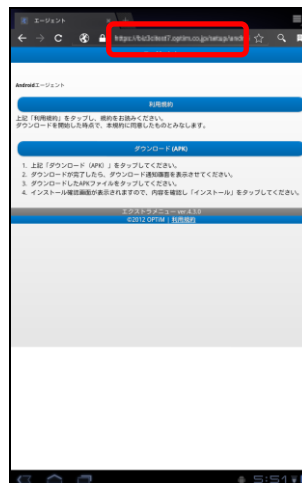 エージェント
https://biz3cltest7.optim.co.jp/setup/andr
Androidエージェント
利用規約
上記「利用規約」をタップし、規約をお読みください。
ダウンロードを開始した時点で、本規約に同意したものとみなします。
ダウンロード (APK)
1. 上記「ダウンロード（APK）」をタップしてください。
2. ダウンロードが完了したら、ダウンロード通知画面を表示させてください。
3. ダウンロードしたAPKファイルをタップしてください。
4. インストール確認画面が表示されますので、内容を確認し「インストール」をタップしてください。
エクストラメニュー ver.4.3.0
©2012 OPTiM | 利用規約
5:51